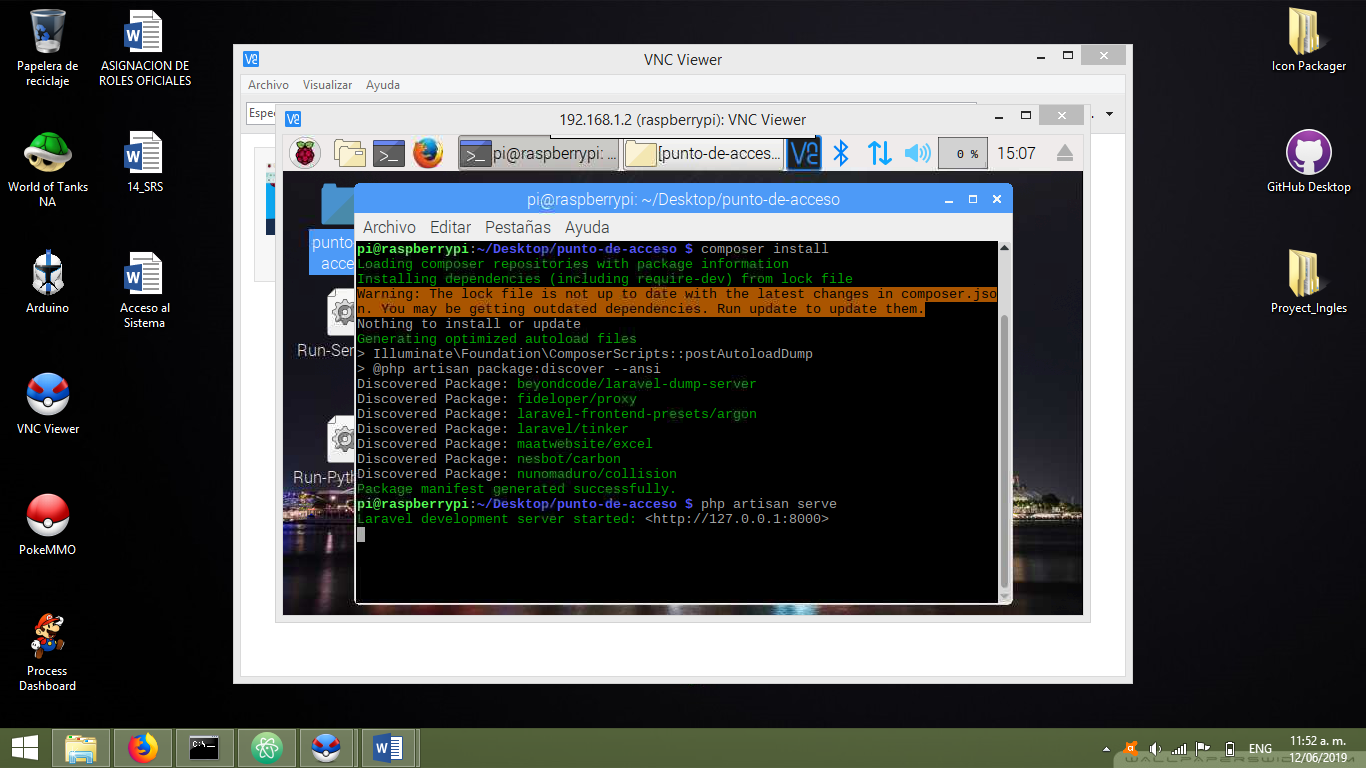 Papelera de
reciclaje
ASIGNACION DE
ROLES OFICIALES
World of Tanks
NA
14_SRS
Arduino
Acceso al
Sistema
VNC Viewer
PokeMMO
Process
Dashboard
Icon Packager
GitHub Desktop
Proyect_Ingles
VNC Viewer
Archivo Visualizar Ayuda
192.168.1.2 (raspberrypi): VNC Viewer
pi@raspberrypi: ...
[punto-de-acces...
0 %
15:07
Run-Ser
pi@raspberrypi: ~/Desktop/punto-de-acceso
Archivo Editar Pestañas Ayuda
pi@raspberrypi:~/Desktop/punto-de-acceso $ composer install
Loading composer repositories with package information
Installing dependencies (including require-dev) from lock file
Warning: The lock file is not up to date with the latest changes in composer.jso
n. You may be getting outdated dependencies. Run update to update them.
Nothing to install or update
Generating optimized autoload files
> Illuminate\Foundation\ComposerScripts::postAutoloadDump
> @php artisan package:discover --ansi
Discovered Package: beyondcode/laravel-dump-server
Discovered Package: fideloper/proxy
Discovered Package: laravel-frontend-presets/argon
Discovered Package: laravel/tinker
Discovered Package: maatwebsite/excel
Discovered Package: nesbot/carbon
Discovered Package: nunomaduro/collision
Package manifest generated successfully.
pi@raspberrypi:~/Desktop/punto-de-acceso $ php artisan serve
Laravel development server started: <http://127.0.0.1:8000>
ENG
11:52 a. m.
12/06/2019